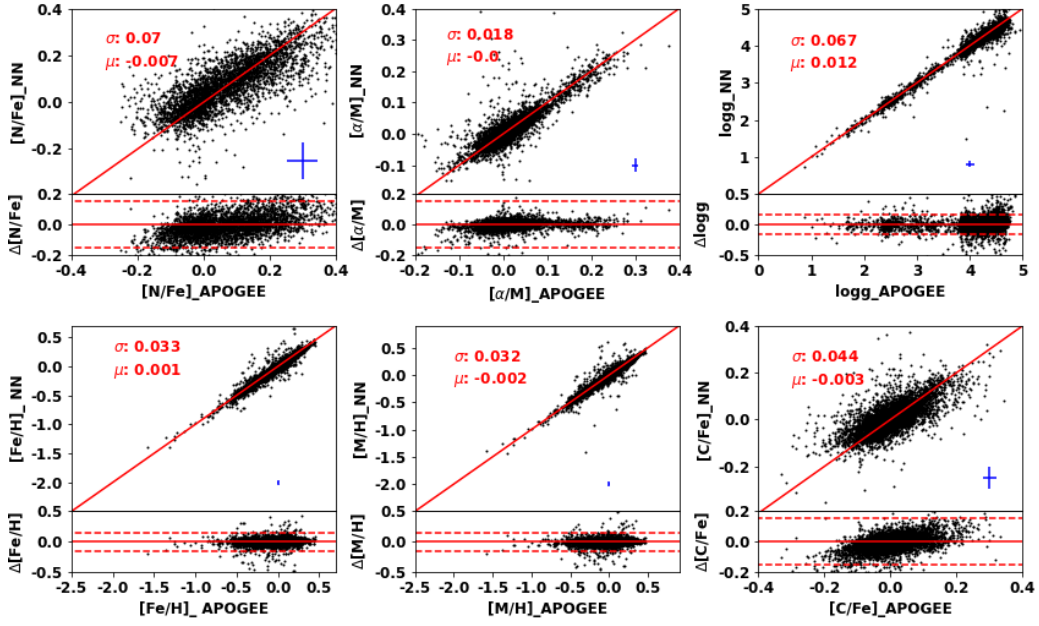 0.4
0.2
0.0
-0.2
[N/Fe]_NN
σ: 0.07
μ: -0.007
0.2
0.0
-0.2
Δ[N/Fe]
-0.4 -0.2 0.0 0.2 0.4
[N/Fe]_APOGEE
0.4
0.3
0.2
0.1
0.0
-0.1
[α/M]_NN
σ: 0.018
μ: -0.0
0.2
0.0
-0.2
Δ[α/M]
-0.2 -0.1 0.0 0.1 0.2 0.3 0.4
[α/M]_APOGEE
5
4
3
2
1
logg_NN
σ: 0.067
μ: 0.012
0.5
0.0
-0.5
Δlogg
0 1 2 3 4 5
logg_APOGEE
0.5
0.0
-0.5
-1.0
-1.5
-2.0
[Fe/H]_ NN
σ: 0.033
μ: 0.001
0.5
0.0
-0.5
Δ[Fe/H]
-2.5 -2.0 -1.5 -1.0 -0.5 0.0 0.5
[Fe/H]_ APOGEE
0.5
0.0
-0.5
-1.0
-1.5
-2.0
[M/H]_ NN
σ: 0.032
μ: -0.002
0.5
0.0
-0.5
Δ[M/H]
-2.5 -2.0 -1.5 -1.0 -0.5 0.0 0.5
[M/H]_ APOGEE
0.4
0.2
0.0
-0.2
[C/Fe]_NN
σ: 0.044
μ: -0.003
0.2
0.0
-0.2
Δ[C/Fe]
-0.4 -0.2 0.0 0.2 0.4
[C/Fe]_APOGEE